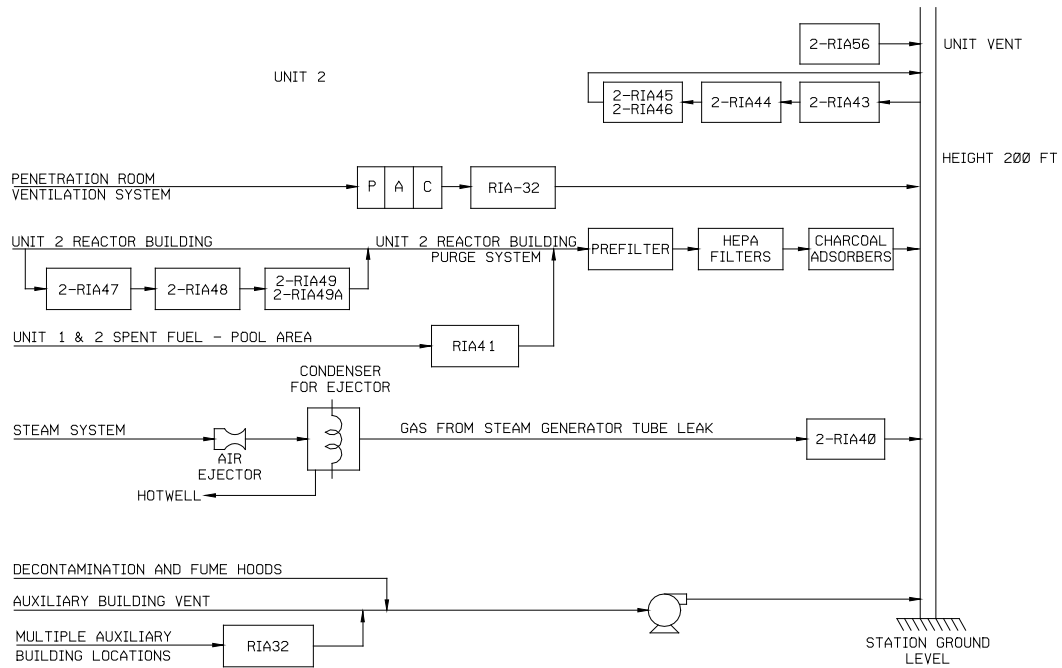 2-RIA56
UNIT VENT
UNIT 2
2-RIA45
2-RIA46
2-RIA44
2-RIA43
HEIGHT 200 FT
PENETRATION ROOM
VENTILATION SYSTEM
P A C
RIA-32
UNIT 2 REACTOR BUILDING
UNIT 2 REACTOR BUILDING
PURGE SYSTEM
PREFILTER
HEPA
FILTERS
CHARCOAL
ADSORBERS
2-RIA47
2-RIA48
2-RIA49
2-RIA49A
UNIT 1 & 2 SPENT FUEL - POOL AREA
RIA41
CONDENSER
FOR EJECTOR
STEAM SYSTEM
AIR
EJECTOR
GAS FROM STEAM GENERATOR TUBE LEAK
2-RIA40
HOTWELL
DECONTAMINATION AND FUME HOODS
AUXILIARY BUILDING VENT
MULTIPLE AUXILIARY
BUILDING LOCATIONS
RIA32
STATION GROUND
LEVEL